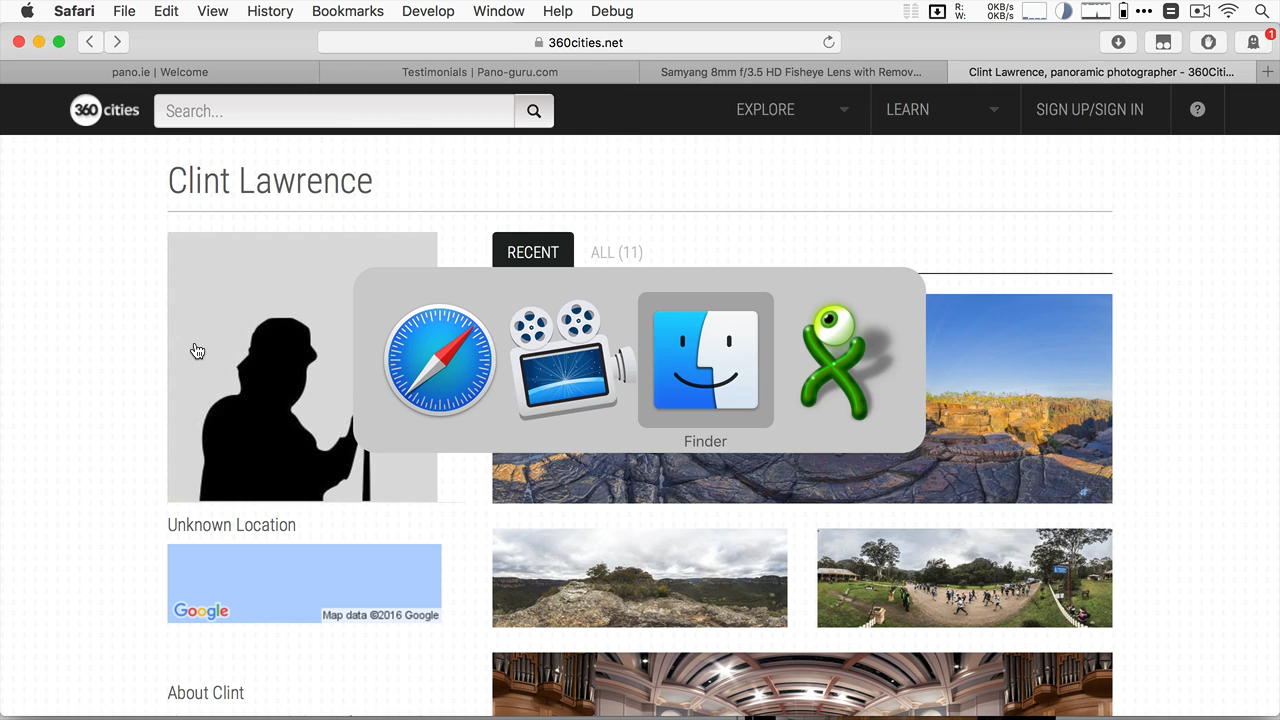 Safari File Edit View History Bookmarks Develop Window Help Debug
R: 0KB/s
W: 0KB/s
360cities.net
1
pano.ie | Welcome
Testimonials | Pano-guru.com
Samyang 8mm f/3.5 HD Fisheye Lens with Remov...
Clint Lawrence, panoramic photographer - 360Citi...
360cities
Search...
EXPLORE
LEARN
SIGN UP/SIGN IN
?
Clint Lawrence
RECENT
ALL (11)
Finder
Unknown Location
Google
Map data ©2016 Google
About Clint